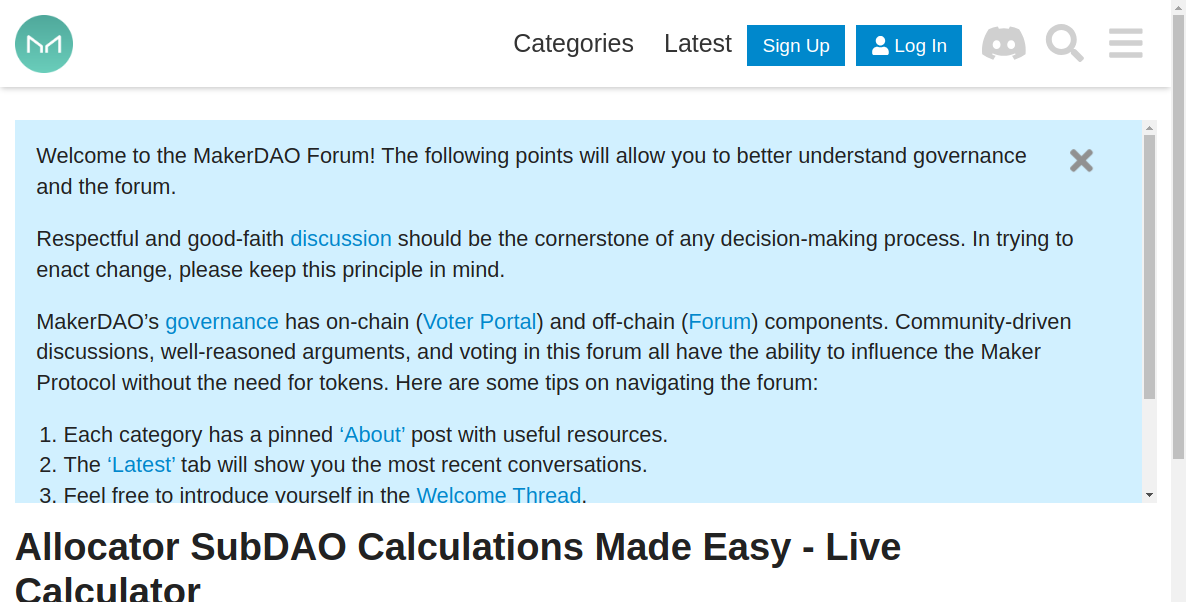 Categories Latest Sign Up Log In
Welcome to the MakerDAO Forum! The following points will allow you to better understand governance
and the forum.
Respectful and good-faith discussion should be the cornerstone of any decision-making process. In trying to
enact change, please keep this principle in mind.
MakerDAO’s governance has on-chain (Voter Portal) and off-chain (Forum) components. Community-driven
discussions, well-reasoned arguments, and voting in this forum all have the ability to influence the Maker
Protocol without the need for tokens. Here are some tips on navigating the forum:
1. Each category has a pinned ‘About’ post with useful resources.
2. The ‘Latest’ tab will show you the most recent conversations.
3. Feel free to introduce yourself in the Welcome Thread.
Allocator SubDAO Calculations Made Easy - Live
Calculator